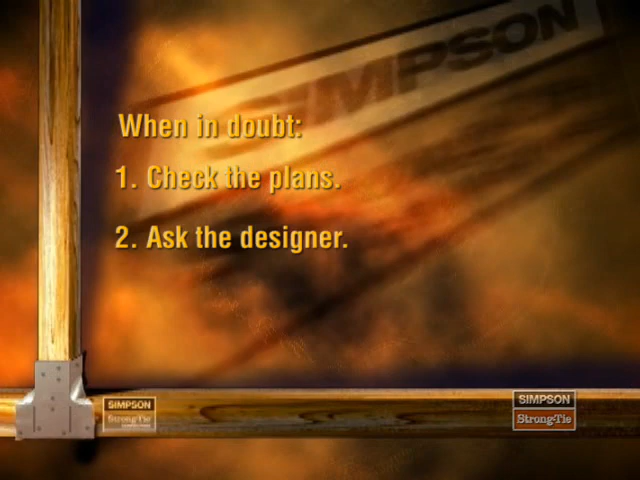 SIMPSON
When in doubt:
1. Check the plans.
2. Ask the designer.
SIMPSON
Strong-Tie
SIMPSON
Strong-Tie